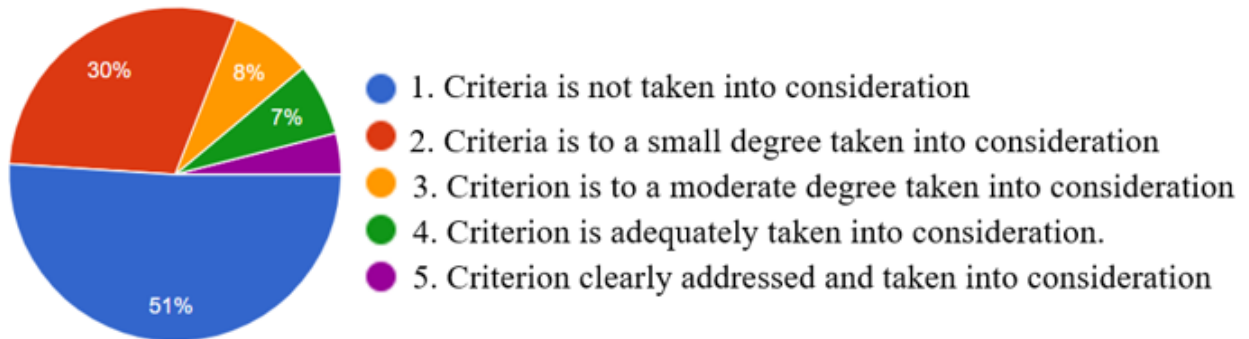 30%
8%
7%
51%
1. Criteria is not taken into consideration
2. Criteria is to a small degree taken into consideration
3. Criterion is to a moderate degree taken into consideration
4. Criterion is adequately taken into consideration.
5. Criterion clearly addressed and taken into consideration